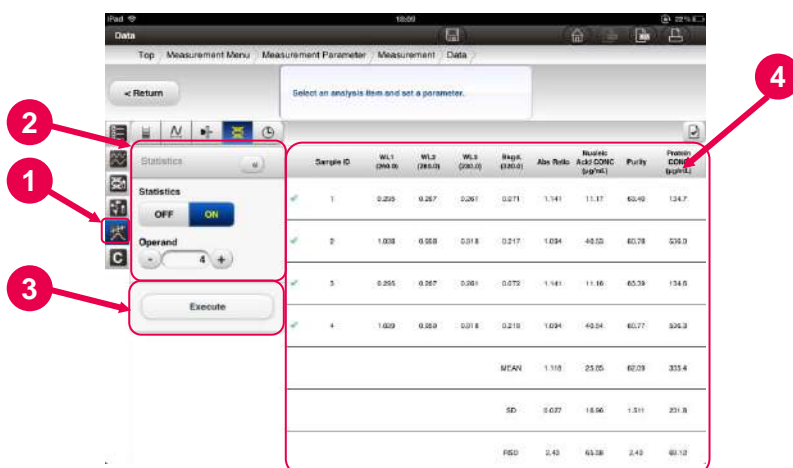 iPad 18:09 22%
Data
Top Measurement Menu Measurement Parameter Measurement Data
< Return
Select an analysis item and set a parameter.
4
2
1
3
Statistics
Statistics
OFF ON
Operand
- 4 +
Execute
C
Sample ID WL1 (260.0) WL2 (280.0) WL3 (230.0) Bkgd. (320.0) Abs Ratio Nucleic Acid CONC (µg/mL) Purity Protein CONC (µg/mL)
1 0.295 0.267 0.261 0.071 1.141 11.17 63.40 134.7
2 1.038 0.958 0.918 0.217 1.094 40.53 60.78 536.0
3 0.295 0.267 0.261 0.072 1.141 11.16 63.39 134.6
4 1.039 0.959 0.918 0.218 1.094 40.54 60.77 536.3
MEAN 1.118 25.85 62.09 335.4
SD 0.027 16.96 1.511 231.8
RSD 2.43 65.58 2.43 69.12